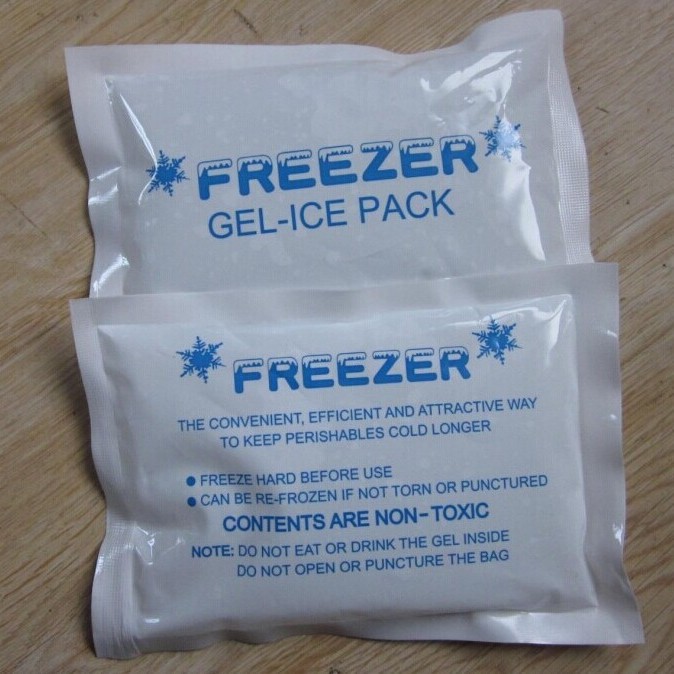 FREEZER
GEL-ICE PACK
FREEZER
THE CONVENIENT, EFFICIENT AND ATTRACTIVE WAY
TO KEEP PERISHABLES COLD LONGER
● FREEZE HARD BEFORE USE
● CAN BE RE-FROZEN IF NOT TORN OR PUNCTURED
CONTENTS ARE NON-TOXIC
NOTE: DO NOT EAT OR DRINK THE GEL INSIDE
DO NOT OPEN OR PUNCTURE THE BAG